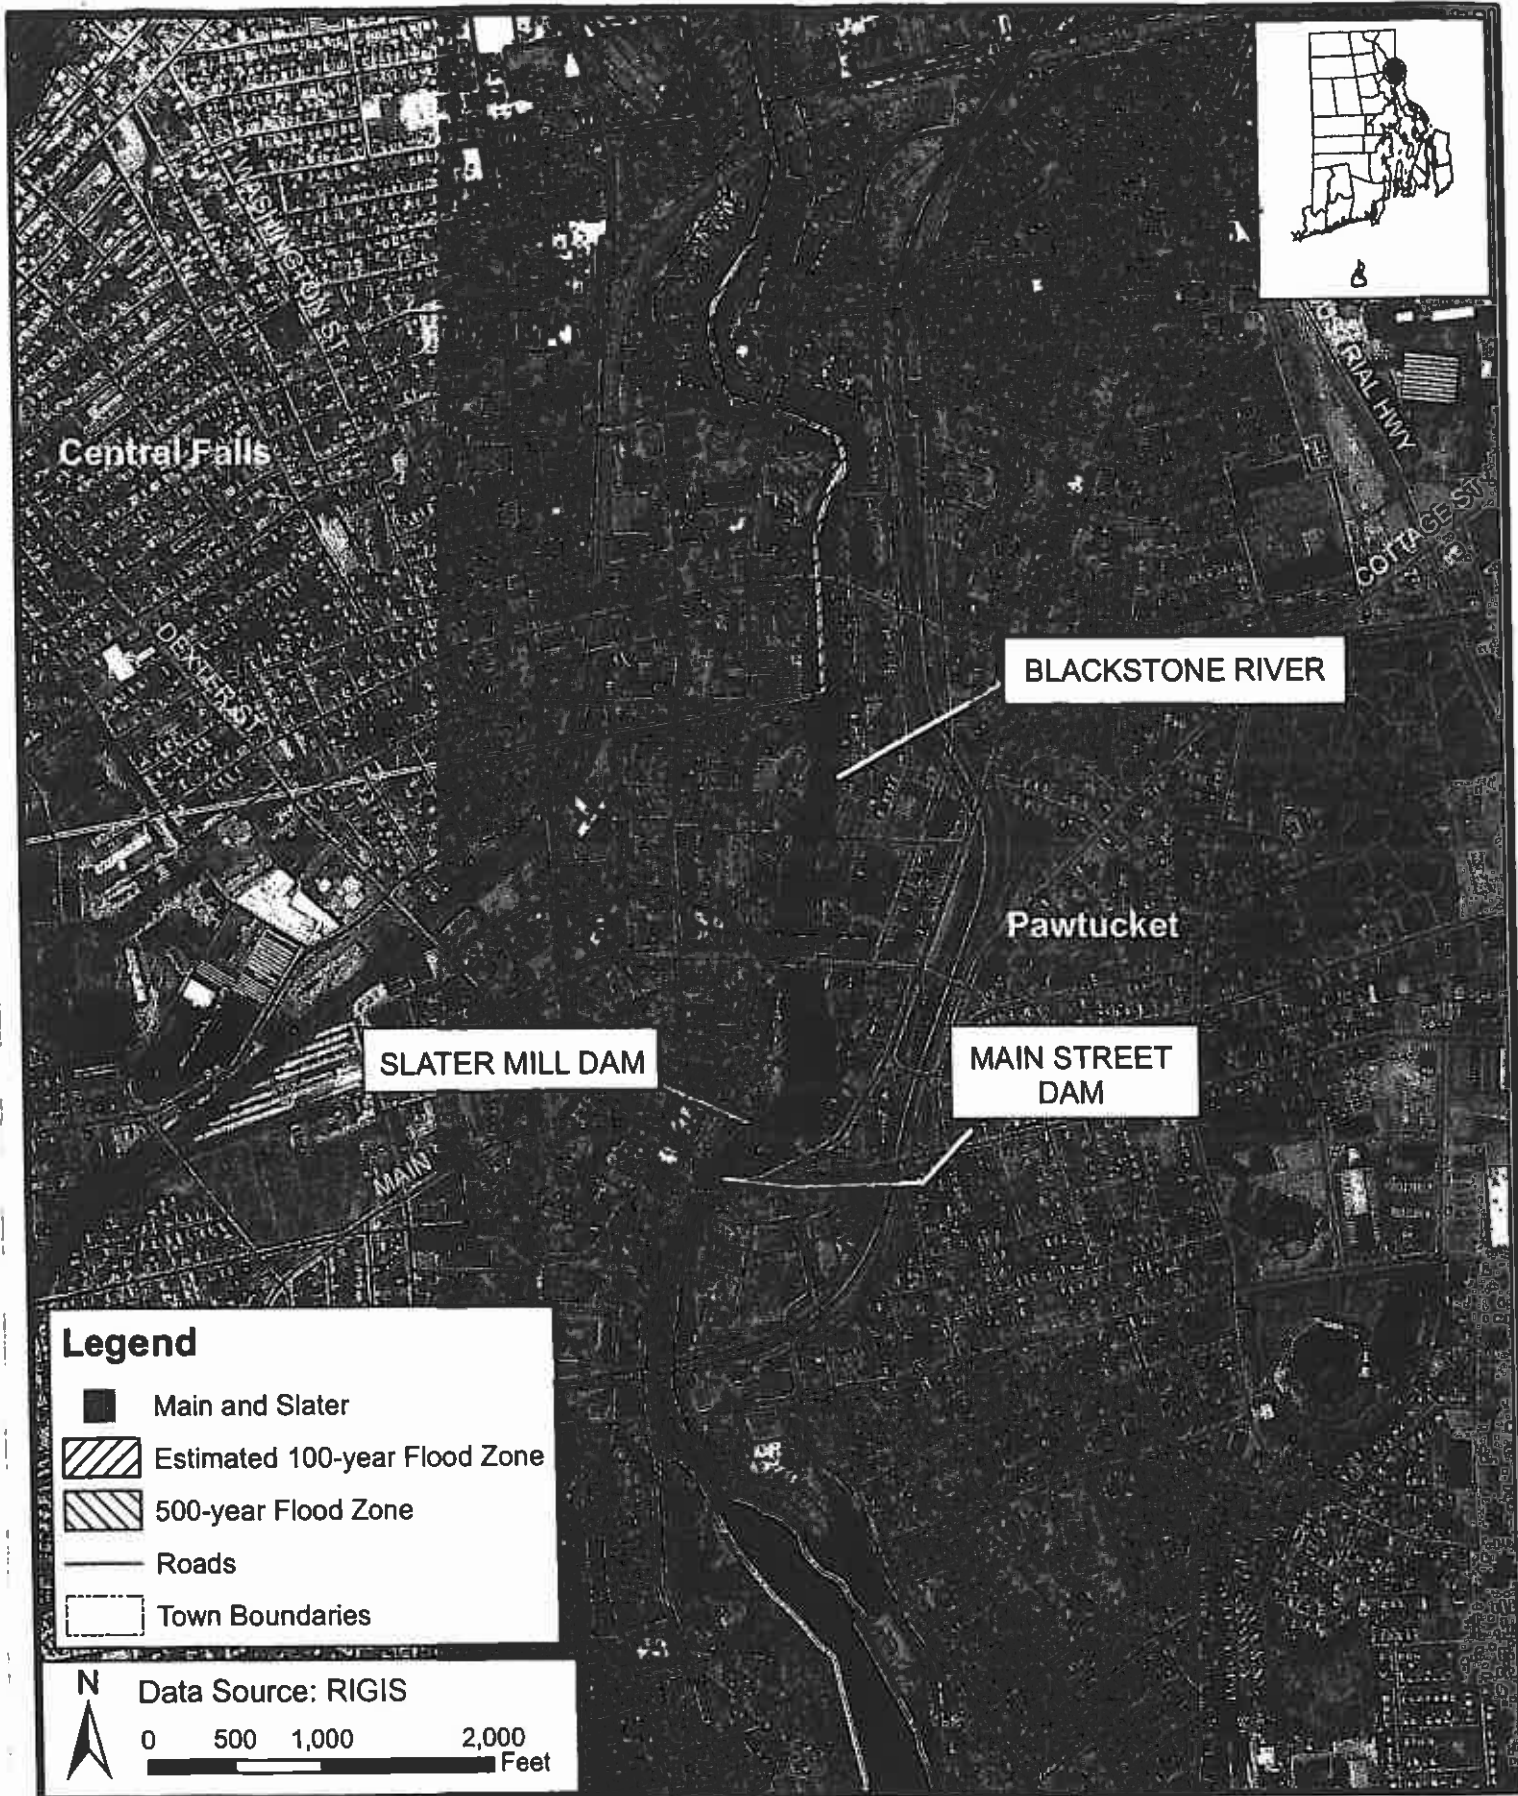 WASHINGTON ST
Central Falls
TRIAL HWY
COTTAGE ST
DEXTER ST
BLACKSTONE RIVER
Pawtucket
SLATER MILL DAM
MAIN STREET
DAM
MAIN
Legend
Main and Slater
Estimated 100-year Flood Zone
500-year Flood Zone
Roads
Town Boundaries
N
Data Source: RIGIS
0 500 1,000 2,000
Feet